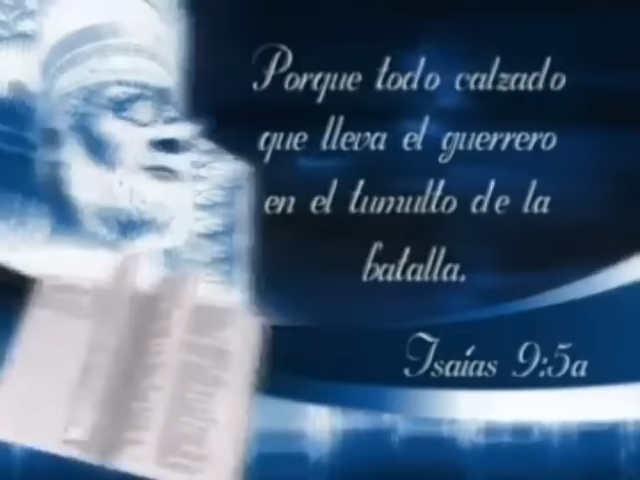 Porque todo calzado
que lleva el guerrero
en el tumulto de la
batalla.
Isaías 9:5a